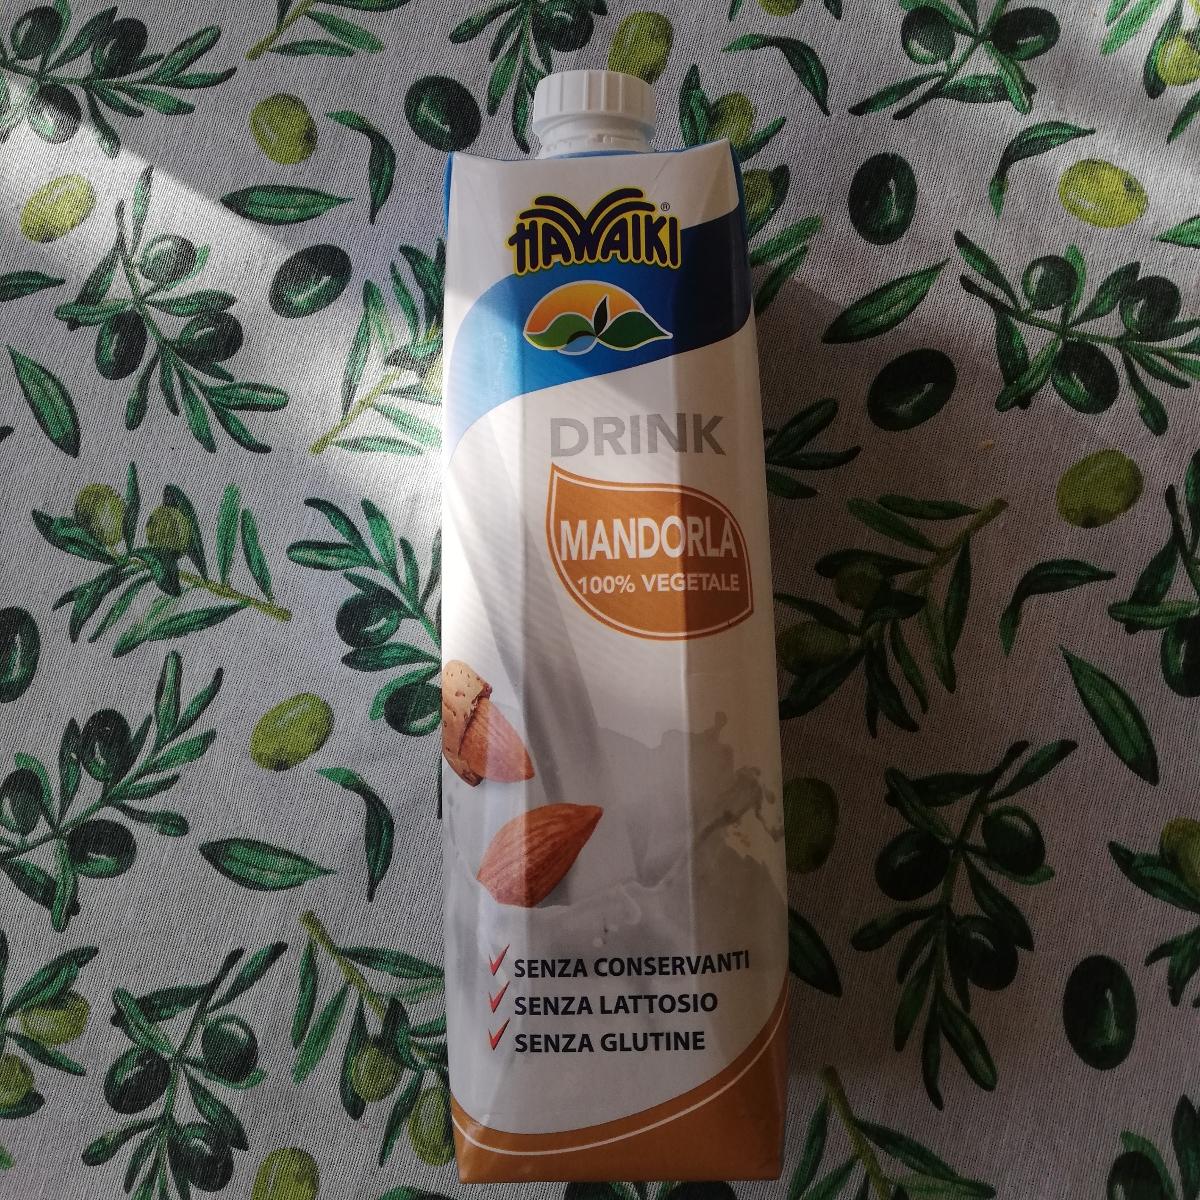 HAWAIKI®
DRINK
MANDORLA
100% VEGETALE
SENZA CONSERVANTI
SENZA LATTOSIO
SENZA GLUTINE